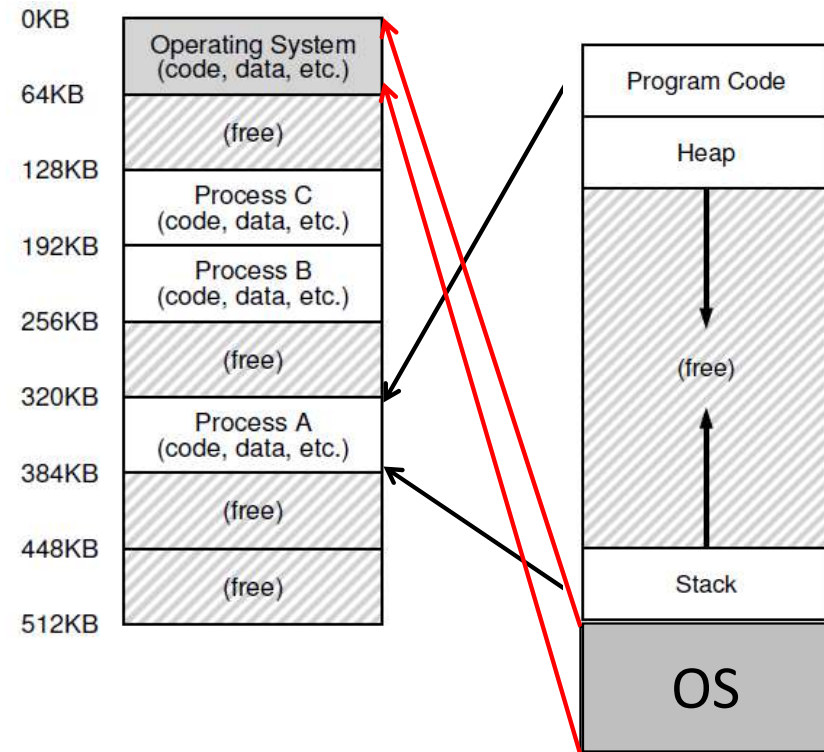 0KB
Operating System
(code, data, etc.)
64KB
(free)
128KB
Process C
(code, data, etc.)
192KB
Process B
(code, data, etc.)
256KB
(free)
320KB
Process A
(code, data, etc.)
384KB
(free)
448KB
(free)
512KB
Program Code
Heap
(free)
Stack
OS